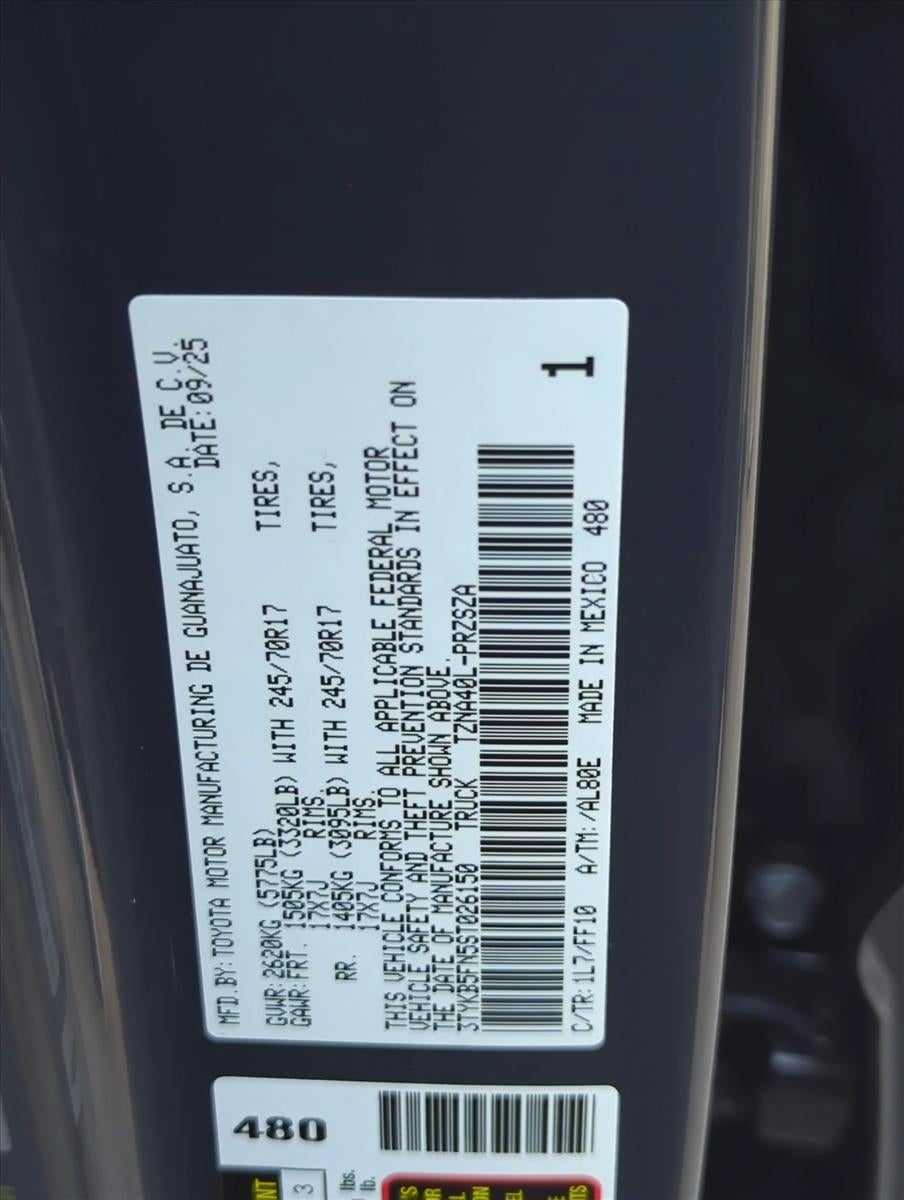 MFD.BY:TOYOTA MOTOR MANUFACTURING DE GUANAJUATO, S.A. DE C.V.
DATE:09/25
GVWR:2620KG (5775LB)
GAWR:FRT. 1505KG (3320LB) WITH 245/70R17 TIRES,
17X7J RIMS.
RR. 1405KG (3095LB) WITH 245/70R17 TIRES,
17X7J RIMS.
THIS VEHICLE CONFORMS TO ALL APPLICABLE FEDERAL MOTOR
VEHICLE SAFETY AND THEFT PREVENTION STANDARDS IN EFFECT ON
THE DATE OF MANUFACTURE SHOWN ABOVE.
3TYKB5FN5ST026150 TRUCK TZNA40L-PRZSZA
1
C/TR:1L7/FF10 A/TM:/AL80E MADE IN MEXICO 480
480
3
lbs.
lb.